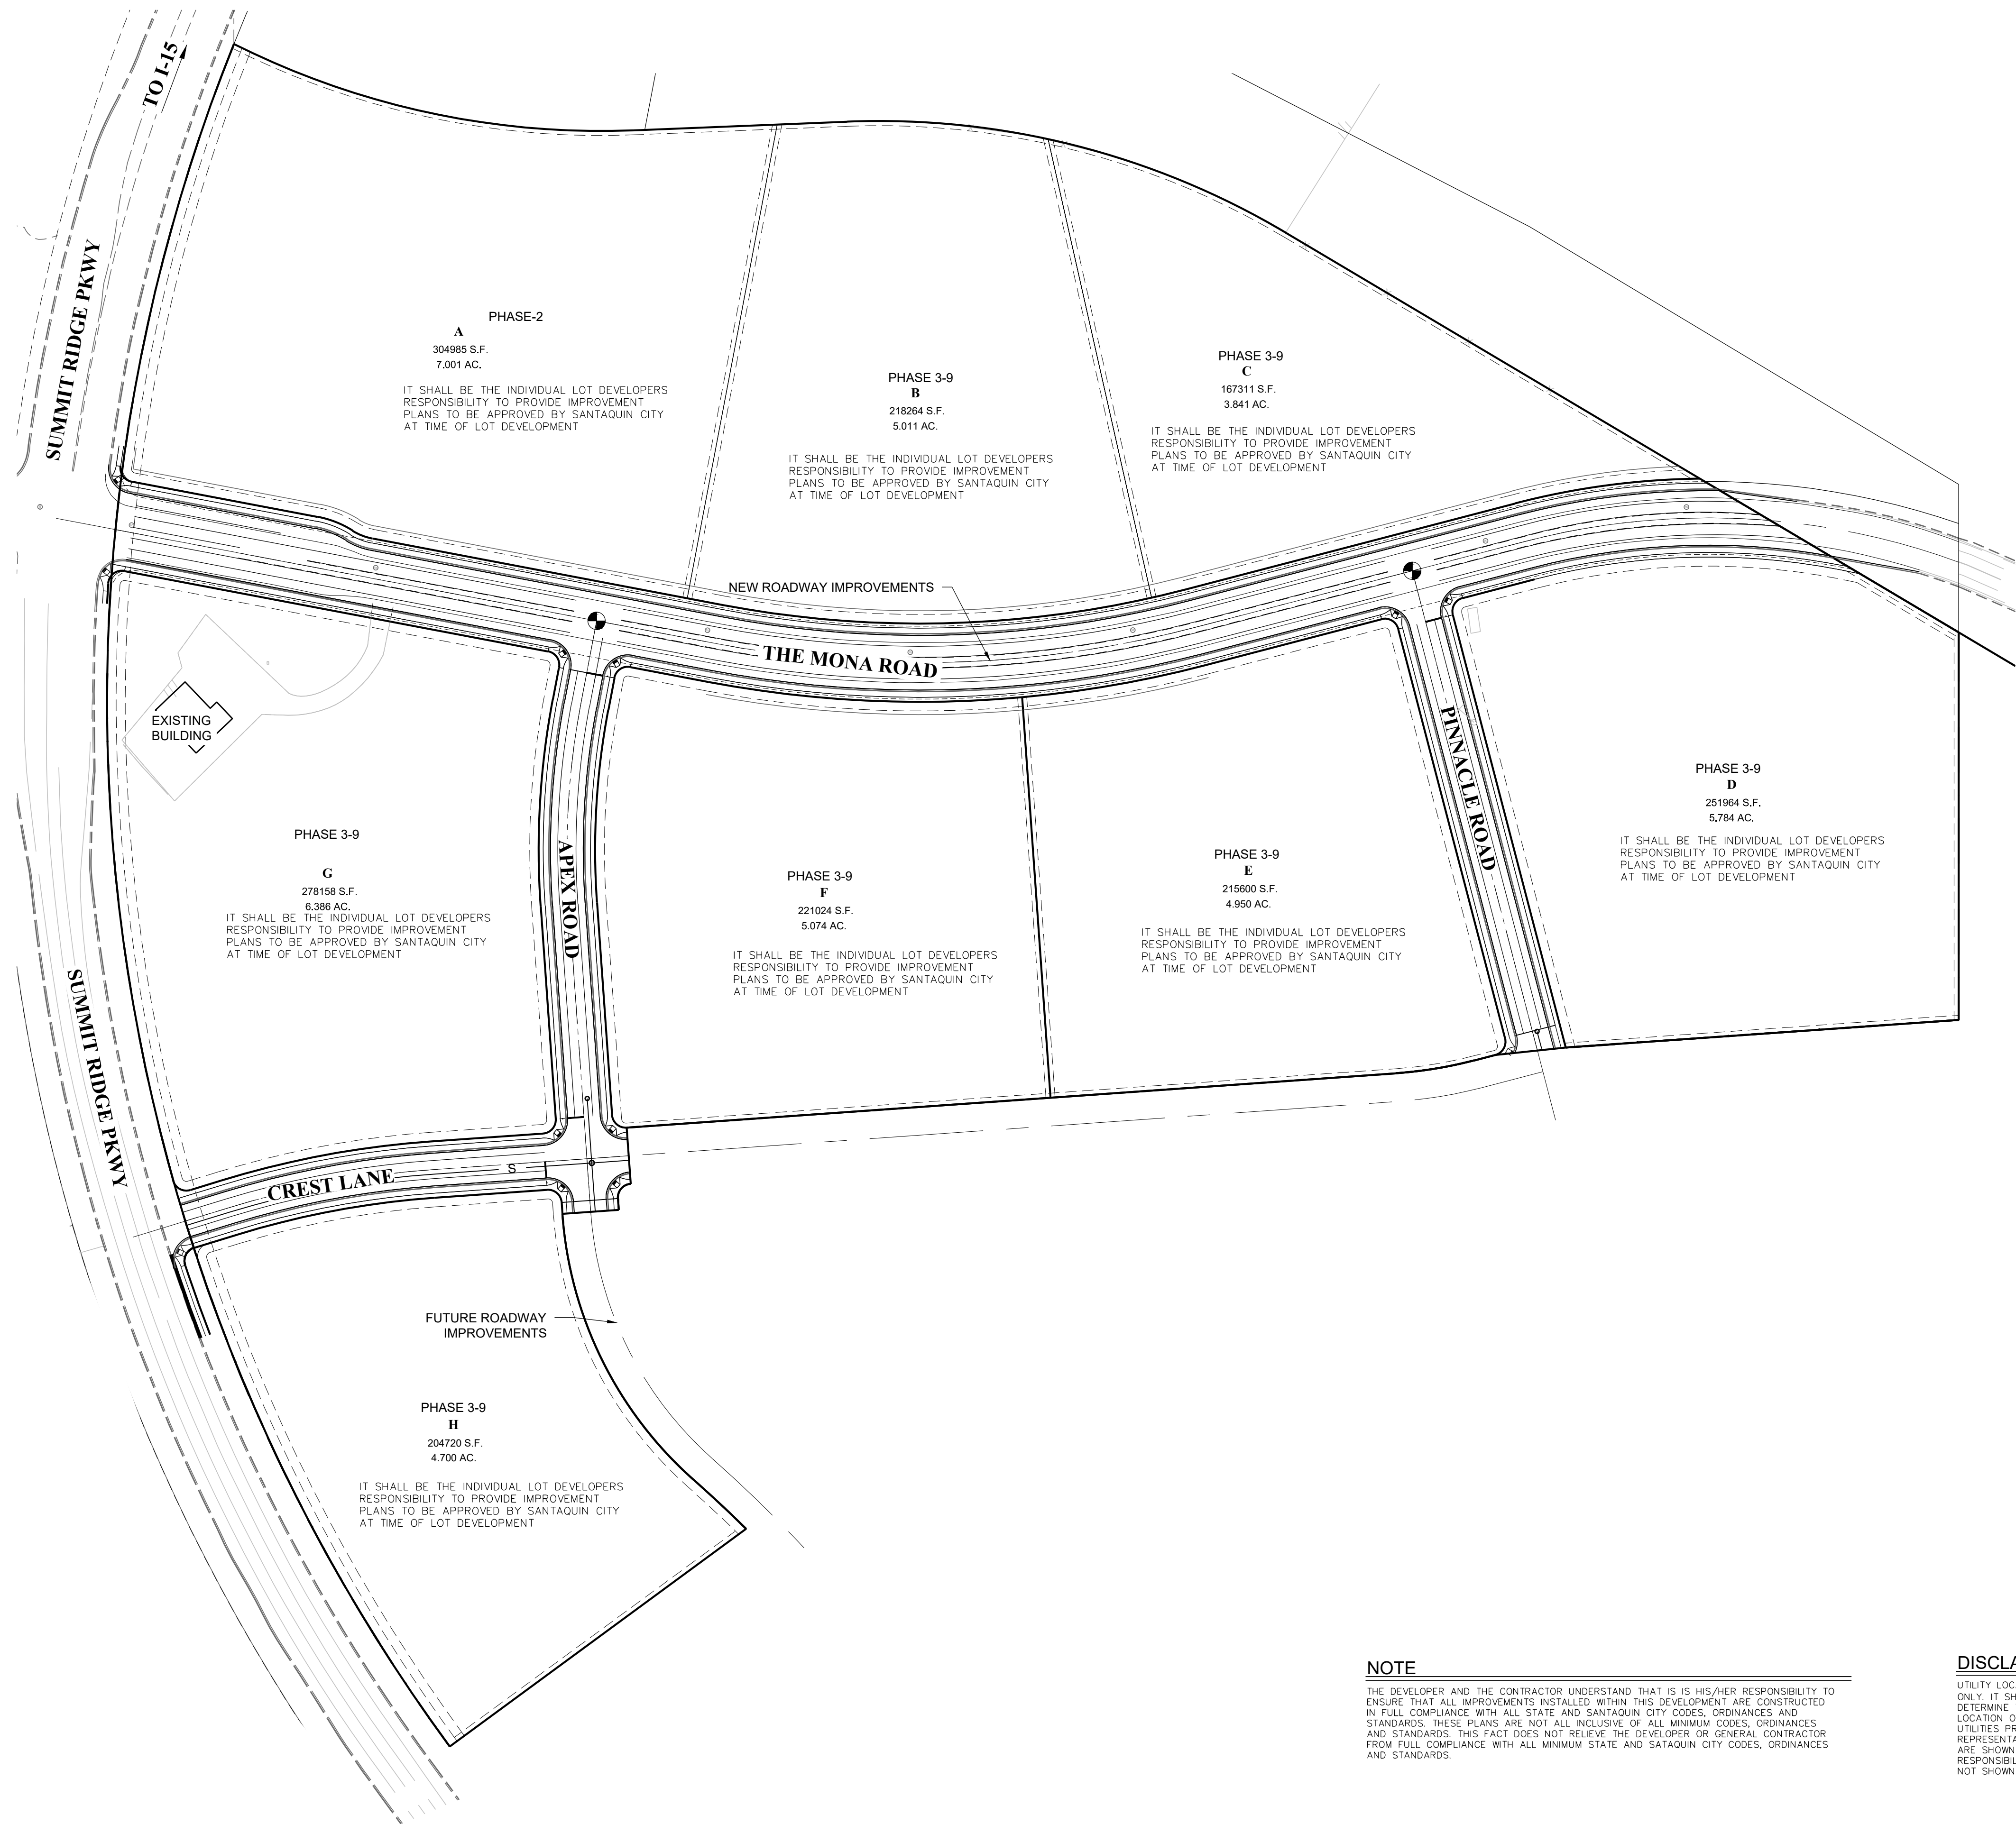 TO I-15
SUMMIT RIDGE PKWY
PHASE-2
A
304985 S.F.
7.001 AC.
IT SHALL BE THE INDIVIDUAL LOT DEVELOPERS
RESPONSIBILITY TO PROVIDE IMPROVEMENT
PLANS TO BE APPROVED BY SANTAQUIN CITY
AT TIME OF LOT DEVELOPMENT
PHASE 3-9
B
218264 S.F.
5.011 AC.
IT SHALL BE THE INDIVIDUAL LOT DEVELOPERS
RESPONSIBILITY TO PROVIDE IMPROVEMENT
PLANS TO BE APPROVED BY SANTAQUIN CITY
AT TIME OF LOT DEVELOPMENT
PHASE 3-9
C
167311 S.F.
3.841 AC.
IT SHALL BE THE INDIVIDUAL LOT DEVELOPERS
RESPONSIBILITY TO PROVIDE IMPROVEMENT
PLANS TO BE APPROVED BY SANTAQUIN CITY
AT TIME OF LOT DEVELOPMENT
NEW ROADWAY IMPROVEMENTS
THE MONA ROAD
EXISTING
BUILDING
PHASE 3-9
G
278158 S.F.
6.386 AC.
IT SHALL BE THE INDIVIDUAL LOT DEVELOPERS
RESPONSIBILITY TO PROVIDE IMPROVEMENT
PLANS TO BE APPROVED BY SANTAQUIN CITY
AT TIME OF LOT DEVELOPMENT
APEX ROAD
PHASE 3-9
F
221024 S.F.
5.074 AC.
IT SHALL BE THE INDIVIDUAL LOT DEVELOPERS
RESPONSIBILITY TO PROVIDE IMPROVEMENT
PLANS TO BE APPROVED BY SANTAQUIN CITY
AT TIME OF LOT DEVELOPMENT
PHASE 3-9
E
215600 S.F.
4.950 AC.
IT SHALL BE THE INDIVIDUAL LOT DEVELOPERS
RESPONSIBILITY TO PROVIDE IMPROVEMENT
PLANS TO BE APPROVED BY SANTAQUIN CITY
AT TIME OF LOT DEVELOPMENT
PINNACLE ROAD
PHASE 3-9
D
251964 S.F.
5.784 AC.
IT SHALL BE THE INDIVIDUAL LOT DEVELOPERS
RESPONSIBILITY TO PROVIDE IMPROVEMENT
PLANS TO BE APPROVED BY SANTAQUIN CITY
AT TIME OF LOT DEVELOPMENT
SUMMIT RIDGE PKWY
CREST LANE
S
FUTURE ROADWAY
IMPROVEMENTS
PHASE 3-9
H
204720 S.F.
4.700 AC.
IT SHALL BE THE INDIVIDUAL LOT DEVELOPERS
RESPONSIBILITY TO PROVIDE IMPROVEMENT
PLANS TO BE APPROVED BY SANTAQUIN CITY
AT TIME OF LOT DEVELOPMENT
NOTE
THE DEVELOPER AND THE CONTRACTOR UNDERSTAND THAT IS IS HIS/HER RESPONSIBILITY TO
ENSURE THAT ALL IMPROVEMENTS INSTALLED WITHIN THIS DEVELOPMENT ARE CONSTRUCTED
IN FULL COMPLIANCE WITH ALL STATE AND SANTAQUIN CITY CODES, ORDINANCES AND
STANDARDS. THESE PLANS ARE NOT ALL INCLUSIVE OF ALL MINIMUM CODES, ORDINANCES
AND STANDARDS. THIS FACT DOES NOT RELIEVE THE DEVELOPER OR GENERAL CONTRACTOR
FROM FULL COMPLIANCE WITH ALL MINIMUM STATE AND SATAQUIN CITY CODES, ORDINANCES
AND STANDARDS.
UTILITY
ONLY. IT
DETERMINE
LOCATION
UTILITIES
ARE SHOWN
NOT SHOWN